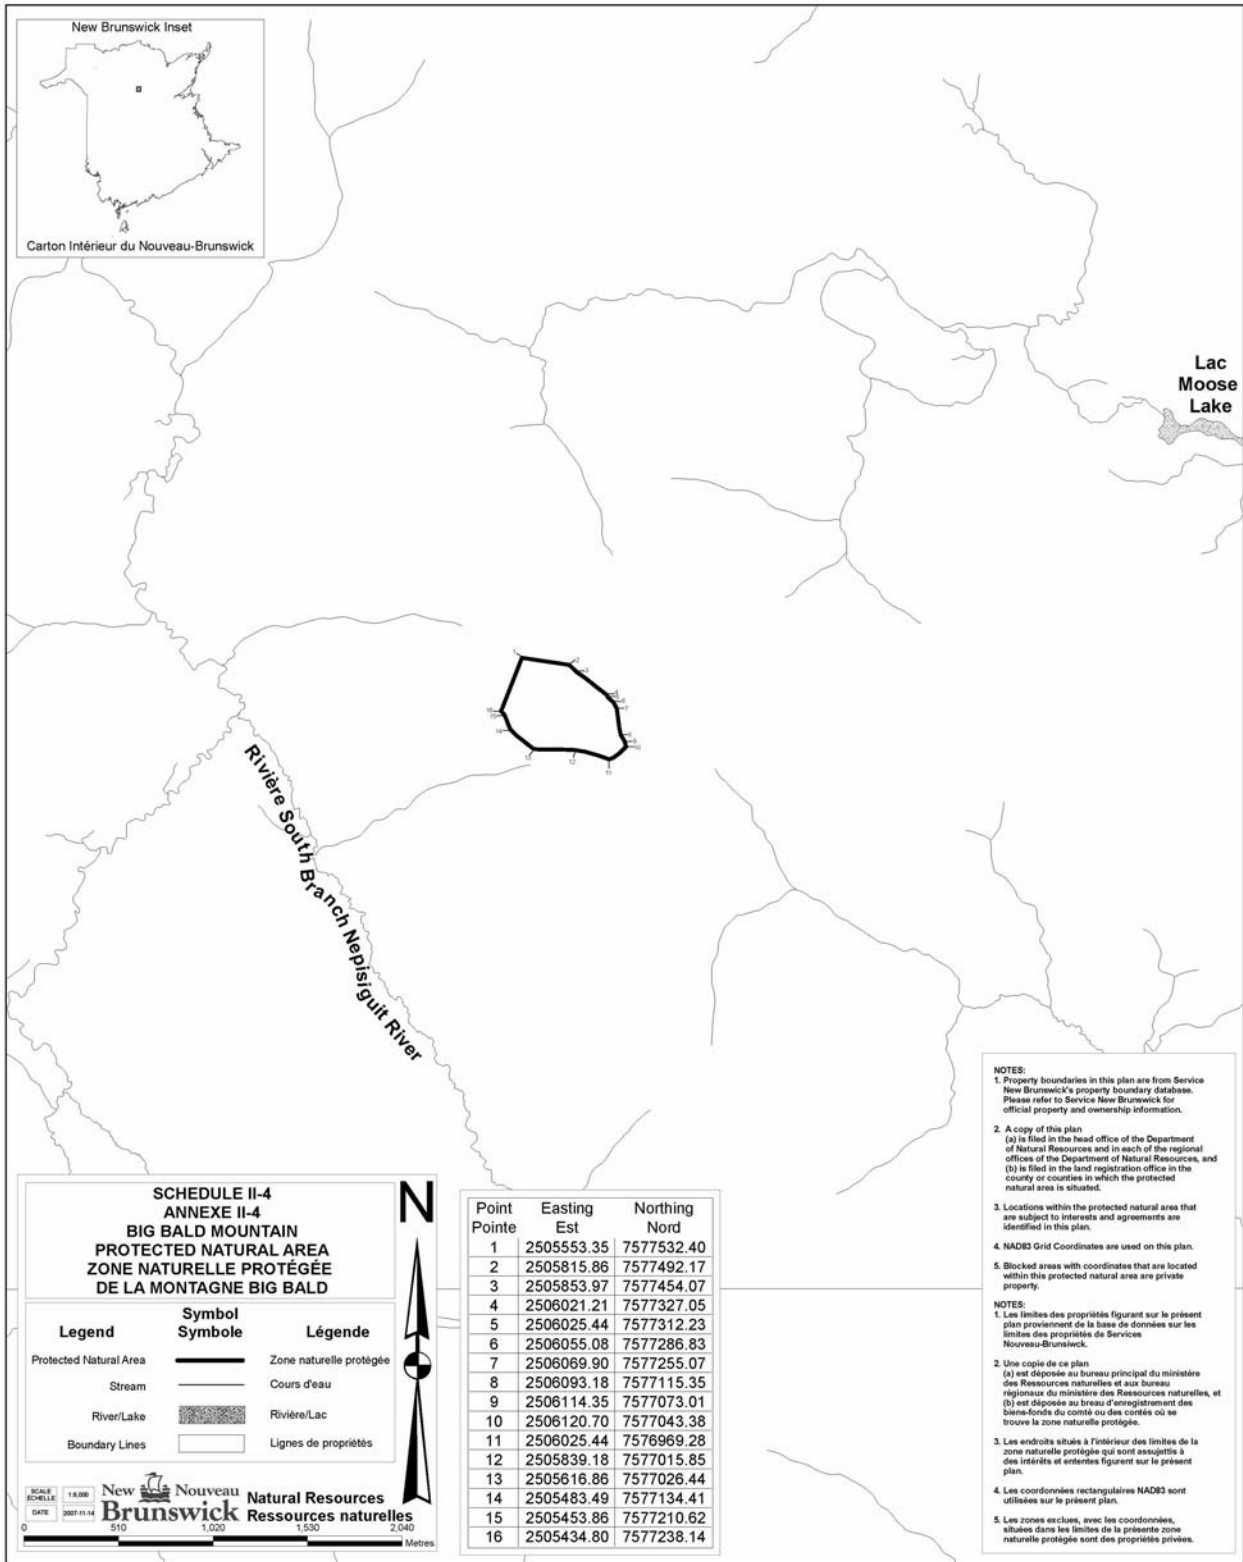 New Brunswick Inset
Carton Intérieur du Nouveau-Brunswick
Lac
Moose
Lake
1
2
3
16
15
14
13
12
11
10
Rivière South Branch Nepisiguit River
SCHEDULE II-4
ANNEXE II-4
BIG BALD MOUNTAIN
PROTECTED NATURAL AREA
ZONE NATURELLE PROTÉGÉE
DE LA MONTAGNE BIG BALD
Symbol
Legend Symbole Légende
Protected Natural Area Zone naturelle protégée
Stream Cours d'eau
River/Lake Rivière/Lac
Boundary Lines Lignes de propriétés
N
SCALE
ÉCHELLE
DATE 2007-11-14
New Nouveau
Brunswick
Natural Resources
Ressources naturelles
0 510 1,020 1,530 2,040
Metres
Point Easting Northing
Pointe Est Nord
1 2505553.35 7577532.40
2 2505815.86 7577492.17
3 2505853.97 7577454.07
4 2506021.21 7577327.05
5 2506025.44 7577312.23
6 2506055.08 7577286.83
7 2506069.90 7577255.07
8 2506093.18 7577115.35
9 2506114.35 7577073.01
10 2506120.70 7577043.38
11 2506025.44 7576969.28
12 2505839.18 7577015.85
13 2505616.86 7577026.44
14 2505483.49 7577134.41
15 2505453.86 7577210.62
16 2505434.80 7577238.14
NOTES:
1. Property boundaries in this plan are from Service
New Brunswick's property boundary database.
Please refer to Service New Brunswick for
official property and ownership information.
2. A copy of this plan
(a) is filed in the head office of the Department
of Natural Resources and in each of the regional
offices of the Department of Natural Resources, and
(b) is filed in the land registration office in the
county or counties in which the protected
natural area is situated.
3. Locations within the protected natural area that
are subject to interests and agreements are
identified in this plan.
4. NAD83 Grid Coordinates are used on this plan.
5. Blocked areas with coordinates that are located
within this protected natural area are private
property.
NOTES:
1. Les limites des propriétés figurant sur le présent
plan proviennent de la base de données sur les
limites des propriétés de Services
Nouveau-Brunsiwck.
2. Une copie de ce plan
(a) est déposée au bureau principal du ministère
des Ressources naturelles et aux bureau
régionaux du ministère des Ressources naturelles, et
(b) est déposée au breau d'enregistrement des
biens-fonds du comté ou des contés où se
trouve la zone naturelle protégée.
3. Les endroits situés à l'intérieur des limites de la
zone naturelle protégée qui sont assujettis à
des intérêts et ententes figurent sur le présent
plan.
4. Les coordonnées rectangulaires NAD83 sont
utilisées sur le présent plan.
5. Les zones exclues, avec les coordonnées,
situées dans les limites de la présente zone
naturelle protégée sont des propriétés privées.